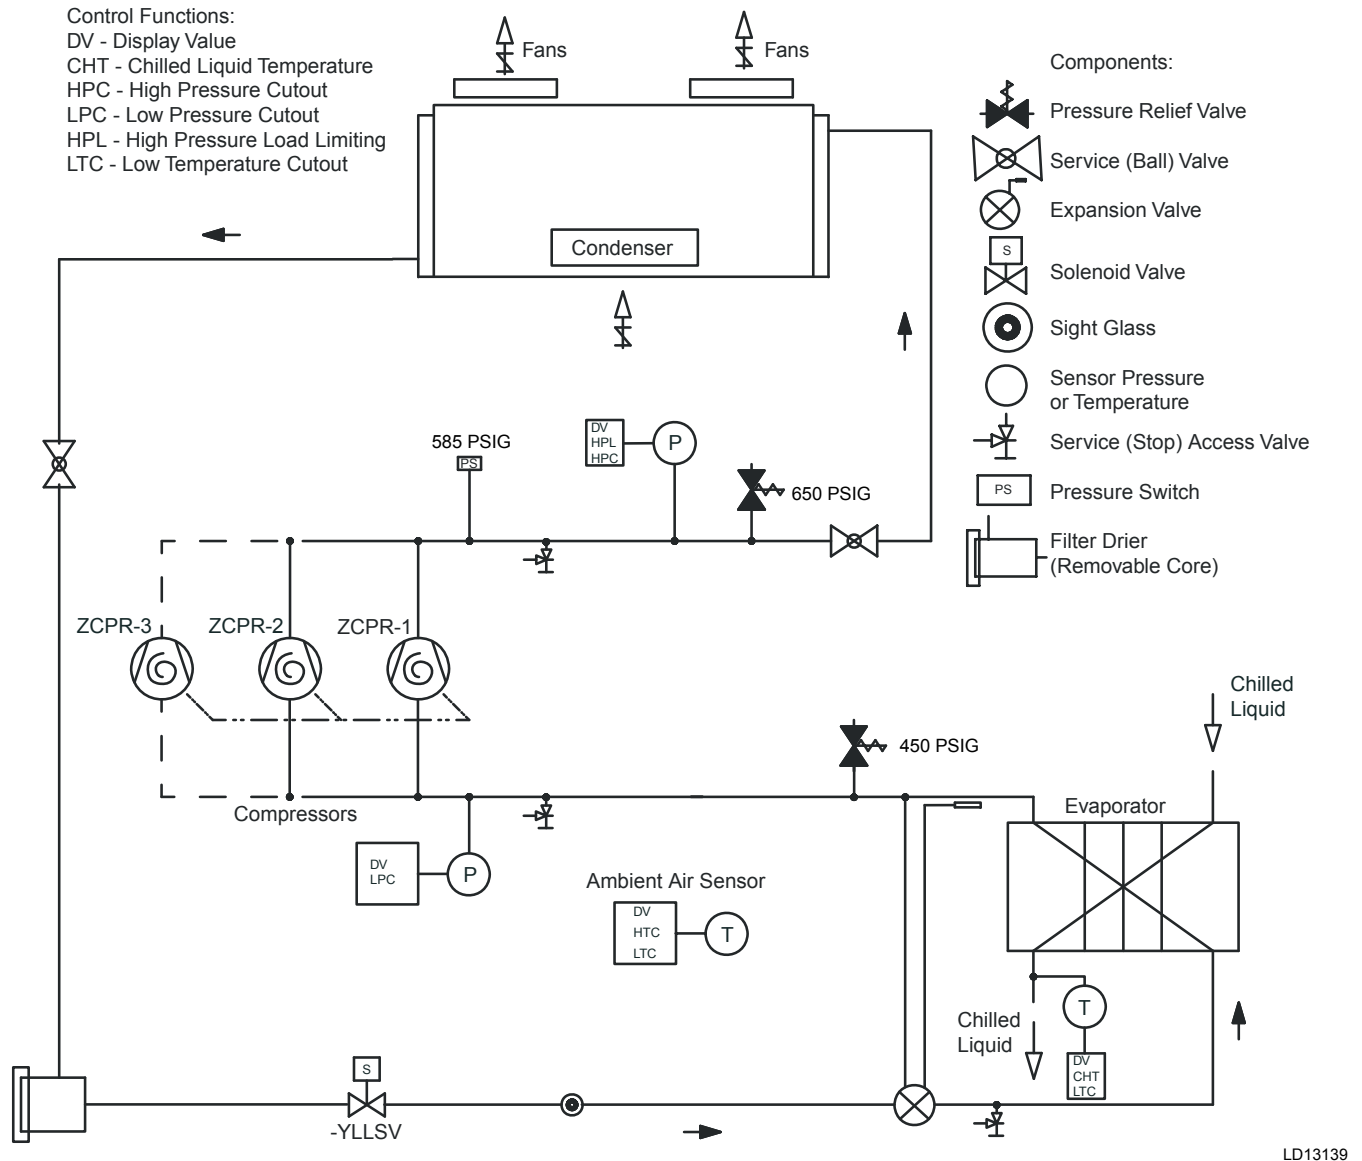 Control Functions:
DV - Display Value
CHT - Chilled Liquid Temperature
HPC - High Pressure Cutout
LPC - Low Pressure Cutout
HPL - High Pressure Load Limiting
LTC - Low Temperature Cutout
Fans
Fans
Condenser
Components:
Pressure Relief Valve
Service (Ball) Valve
Expansion Valve
S
Solenoid Valve
Sight Glass
Sensor Pressure
or Temperature
Service (Stop) Access Valve
PS
Pressure Switch
Filter Drier
(Removable Core)
585 PSIG
PS
DV
HPL
HPC
P
650 PSIG
ZCPR-3
ZCPR-2
ZCPR-1
Compressors
450 PSIG
Chilled
Liquid
Evaporator
DV
LPC
P
Ambient Air Sensor
DV
HTC
LTC
T
Chilled
Liquid
T
DV
CHT
LTC
S
-YLLSV
LD13139